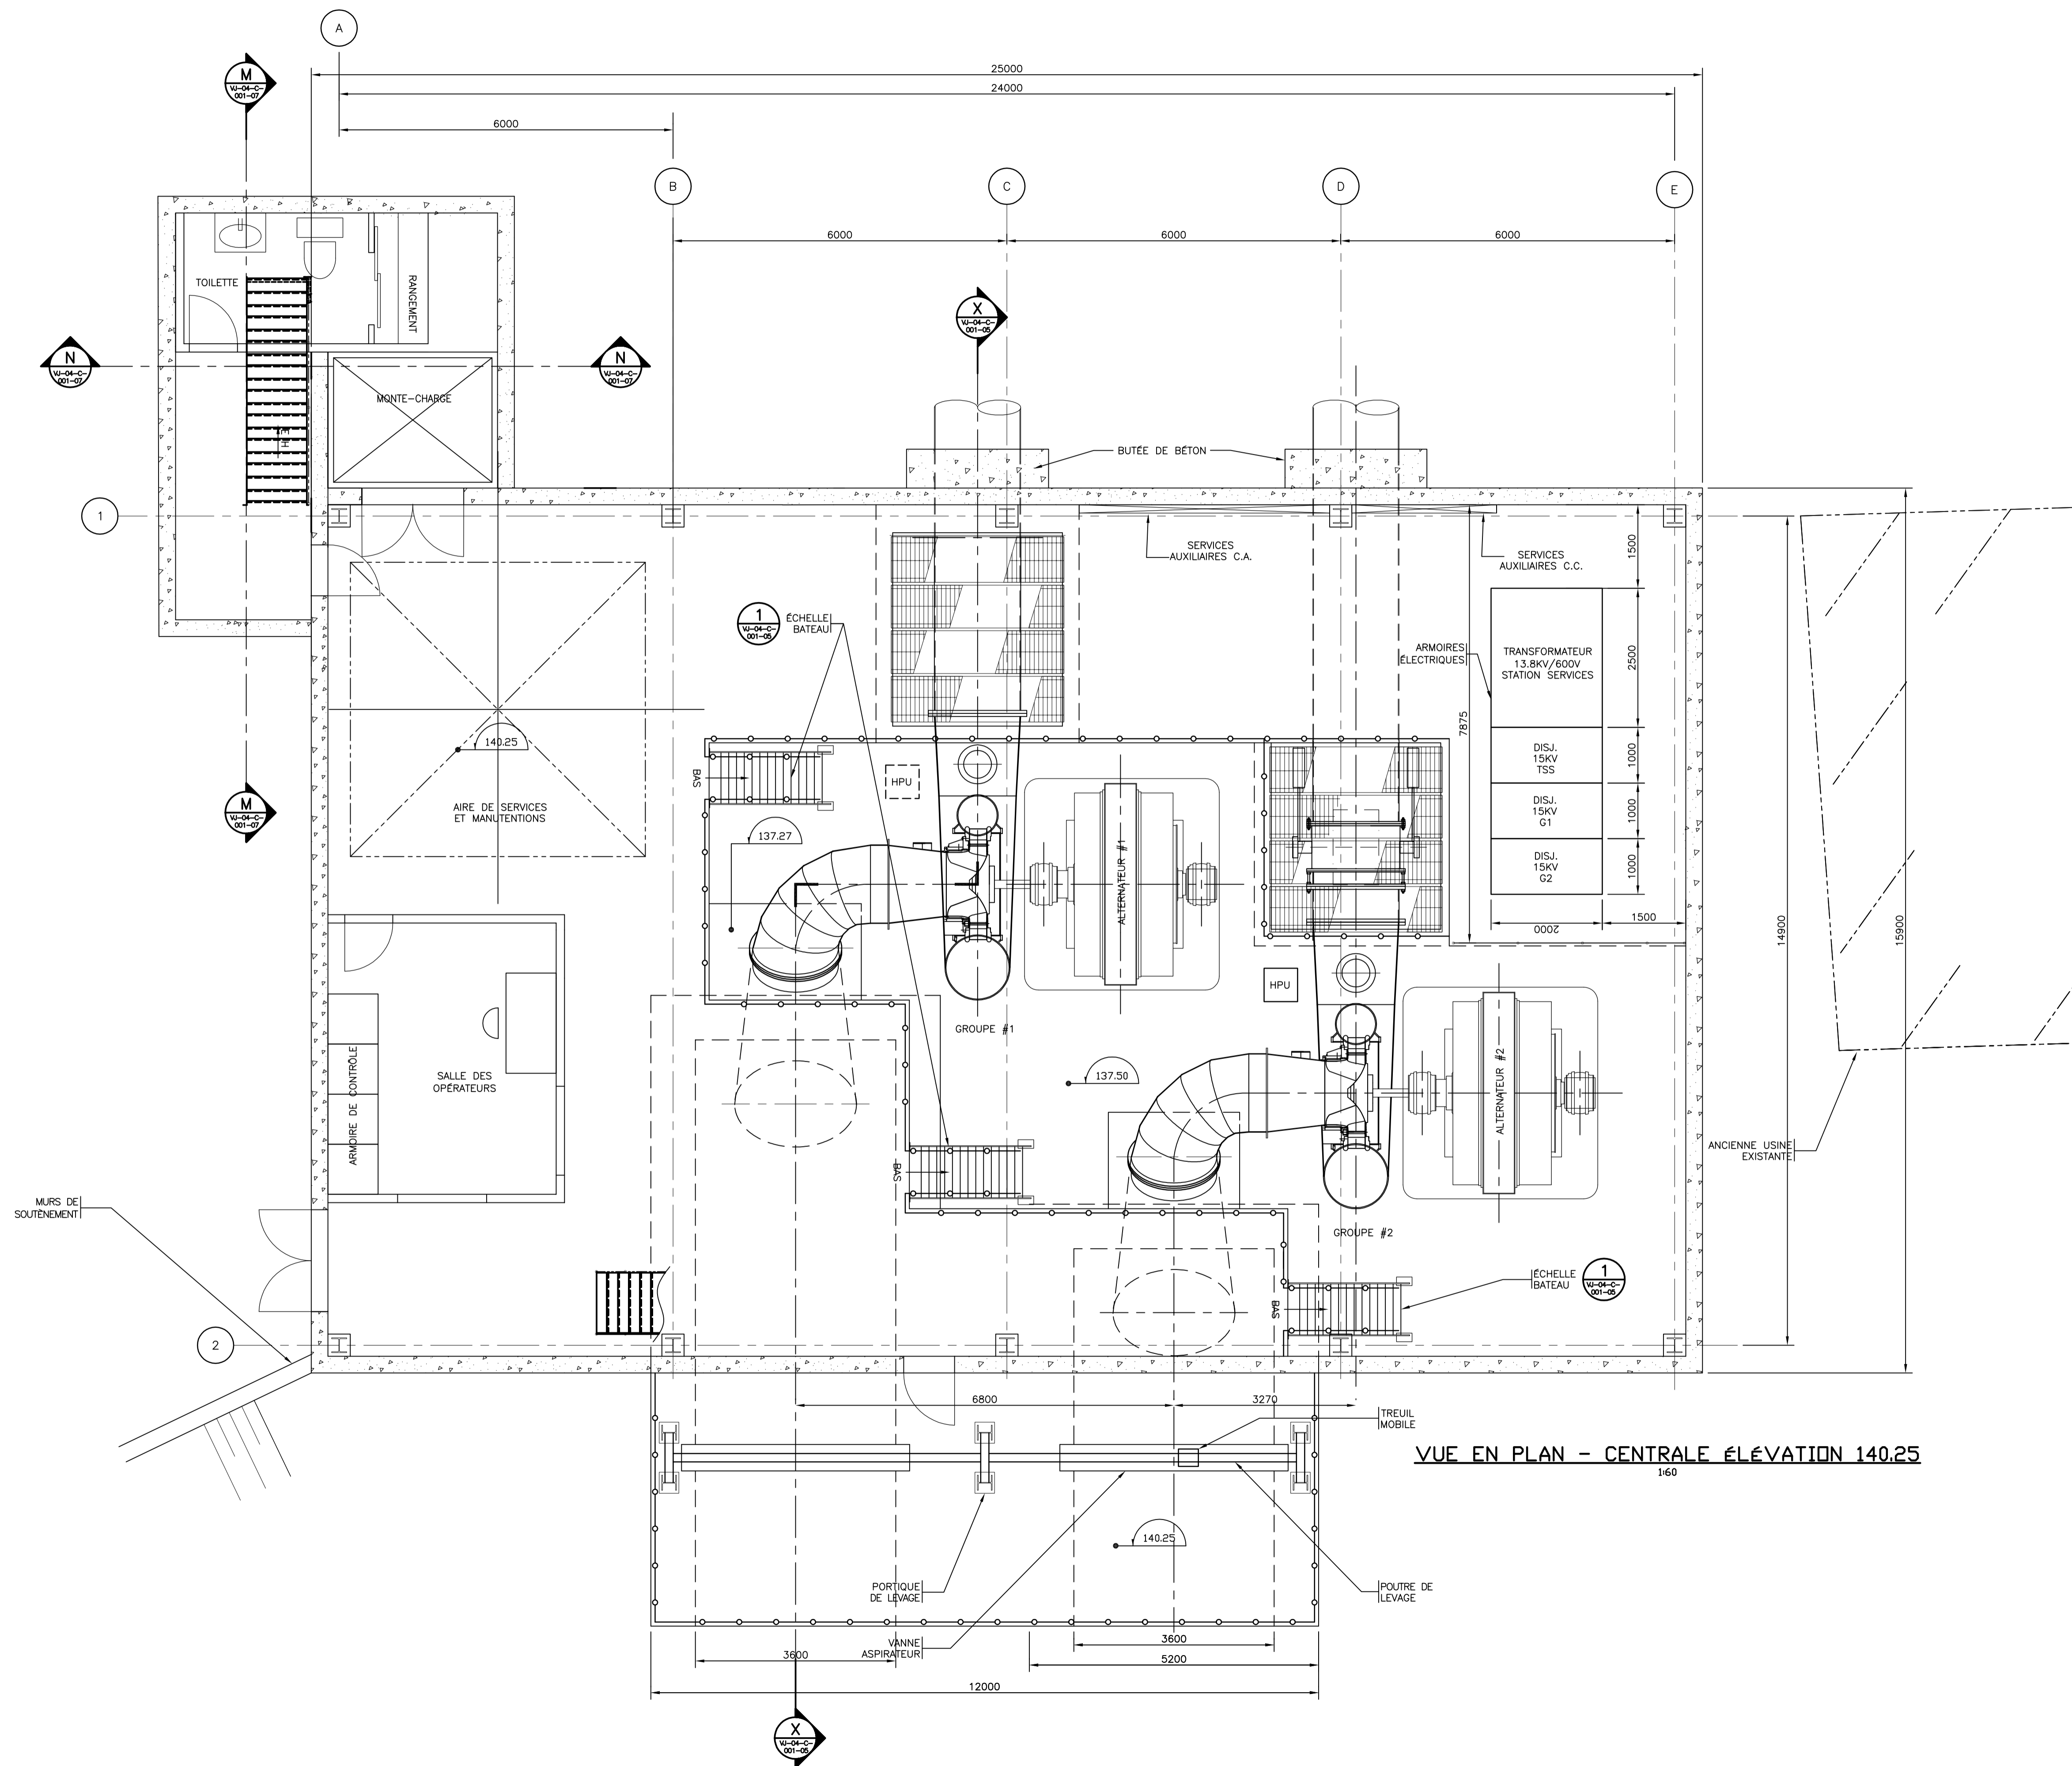 A
M
VJ-04-C-
001-07
25000
24000
6000
B
C
D
E
6000
6000
6000
TOILETTE
RANGEMENT
X
VJ-04-C-
001-05
N
VJ-04-C-
001-07
N
VJ-04-C-
001-07
MONTE-CHARGE
H
BUTÉE DE BÉTON
1
SERVICES
AUXILIAIRES C.A.
SERVICES
AUXILIAIRES C.C.
1500
1
VJ-04-C-
001-05
ÉCHELLE
BATEAU
ARMOIRES
ÉLECTRIQUES
TRANSFORMATEUR
13.8KV/600V
STATION SERVICES
2500
7875
140.25
BAS
HPU
DISJ.
15KV
TSS
1000
M
VJ-04-C-
001-07
AIRE DE SERVICES
ET MANUTENTIONS
137.27
DISJ.
15KV
G1
1000
ALTERNATEUR #1
DISJ.
15KV
G2
1000
2000
1500
14900
15900
HPU
GROUPE #1
137.50
SALLE DES
OPÉRATEURS
ARMOIRE DE CONTRÔLE
ALTERNATEUR #2
ANCIENNE USINE
EXISTANTE
BAS
MURS DE
SOUTÈNEMENT
GROUPE #2
ÉCHELLE
BATEAU
1
VJ-04-C-
001-05
BAS
2
6800
3270
TREUIL
MOBILE
VUE EN PLAN - CENTRALE ÉLÉVATION 140.25
1:60
140.25
PORTIQUE
DE LEVAGE
POUTRE DE
LEVAGE
VANNE
ASPIRATEUR
3600
3600
5200
12000
X
VJ-04-C-
001-05